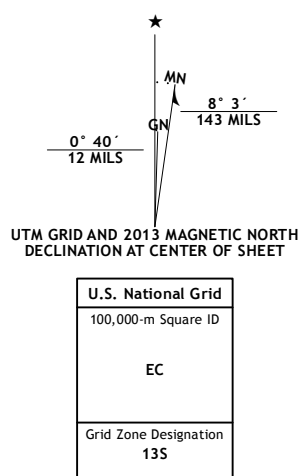 MN
GN
8° 3´
143 MILS
0° 40´
12 MILS
UTM GRID AND 2013 MAGNETIC NORTH
DECLINATION AT CENTER OF SHEET
U.S. National Grid
100,000-m Square ID
EC
Grid Zone Designation
13S